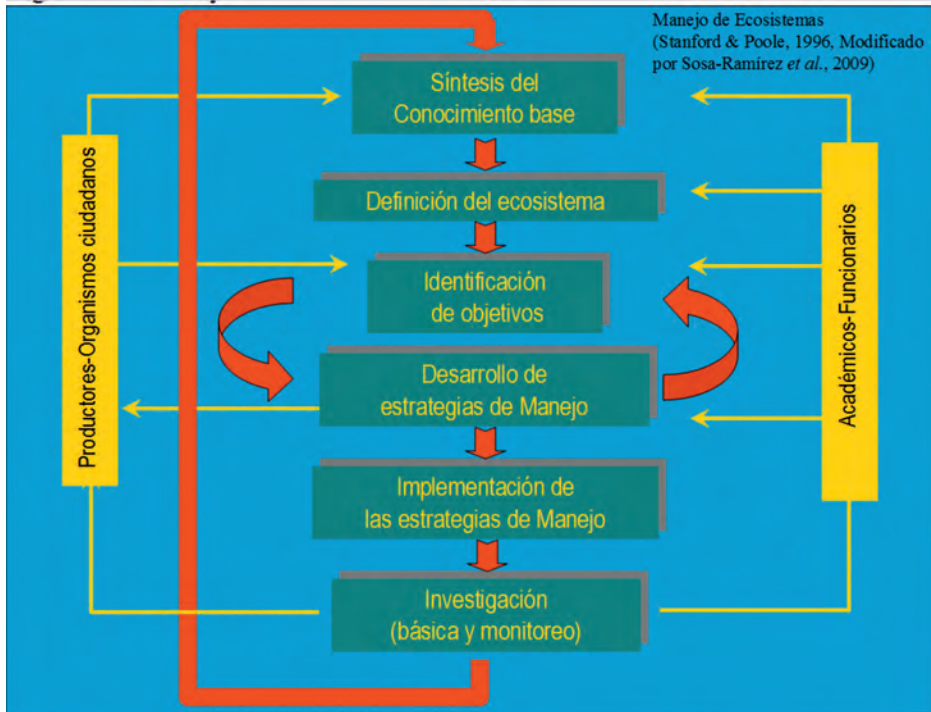 Manejo de Ecosistemas
(Stanford & Poole, 1996, Modificado
por Sosa-Ramírez et al., 2009)
Síntesis del
Conocimiento base
Definición del ecosistema
Identificación
de objetivos
Desarrollo de
estrategias de Manejo
Implementación de
las estrategias de Manejo
Investigación
(básica y monitoreo)
Productores-Organismos ciudadanos
Académicos-Funcionarios